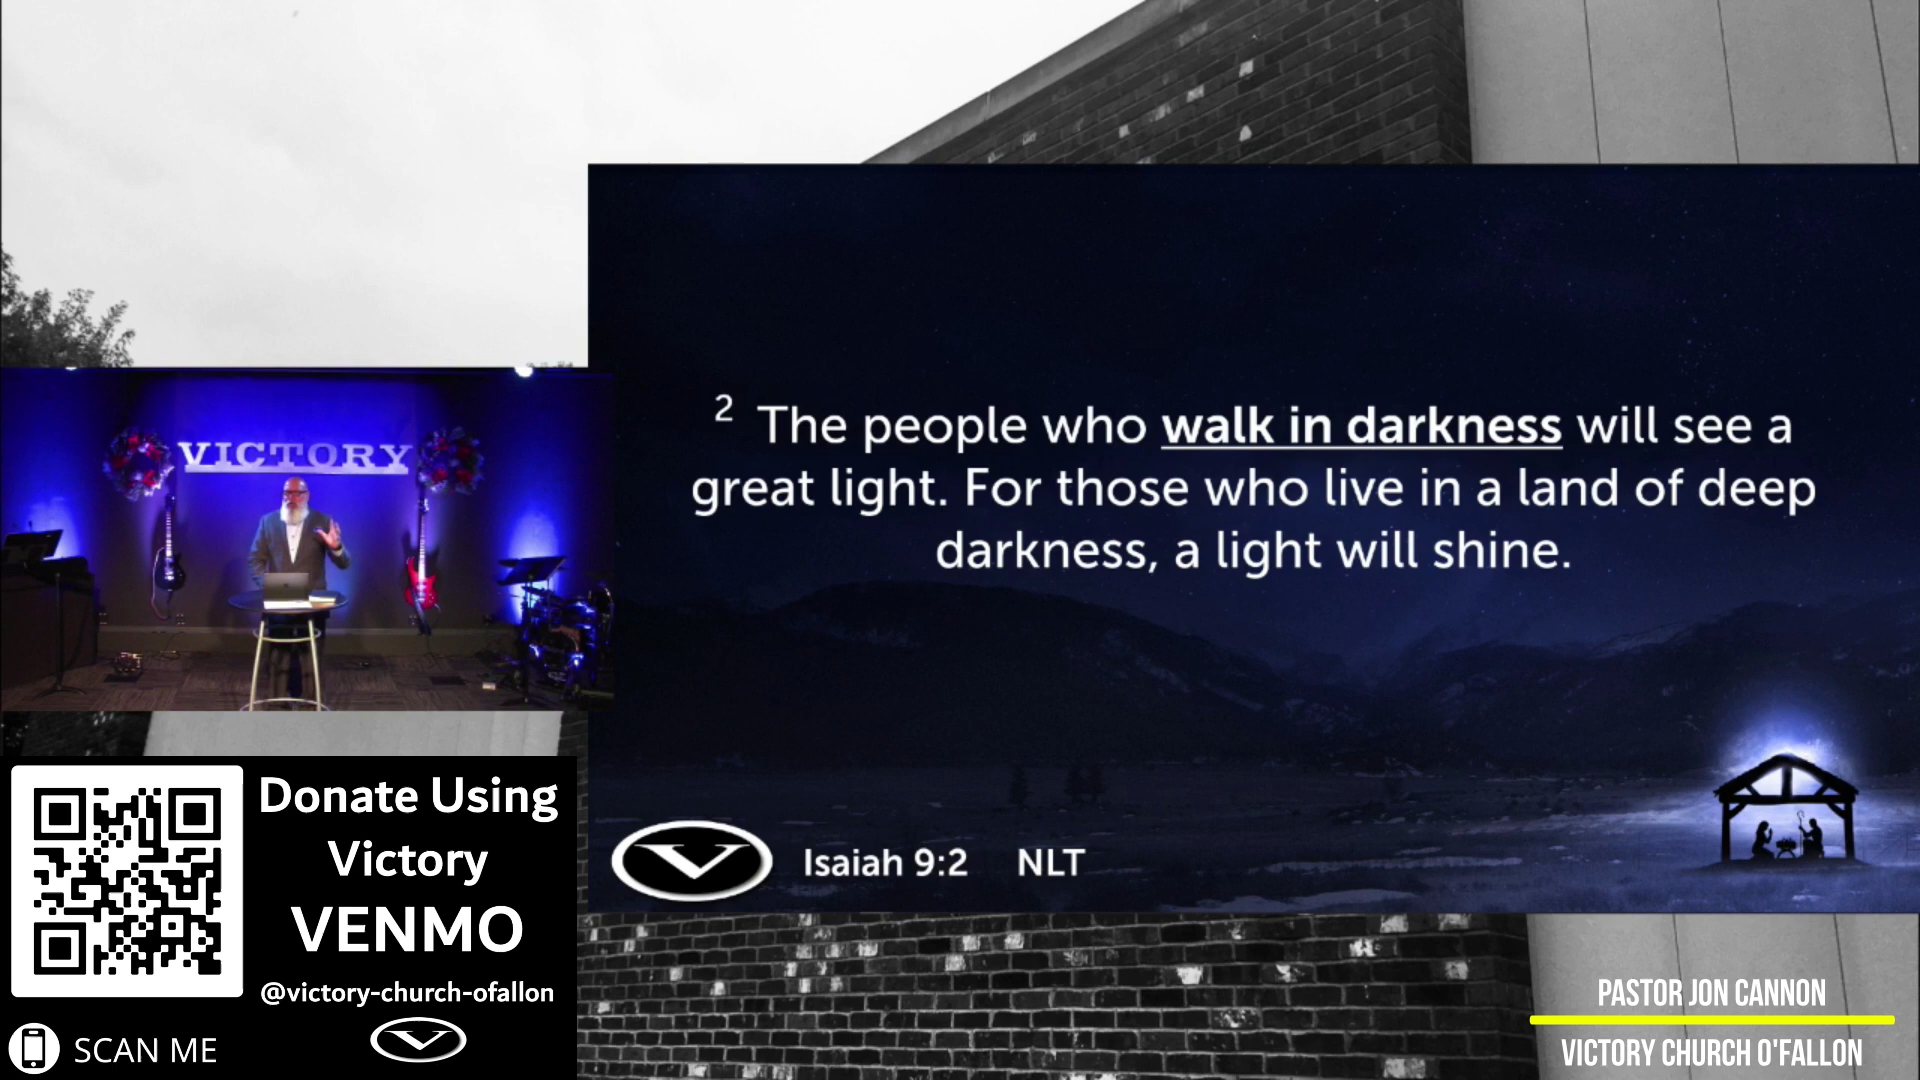 VICTORY
2 The people who walk in darkness will see a
great light. For those who live in a land of deep
darkness, a light will shine.
V Isaiah 9:2 NLT
Donate Using
Victory
VENMO
@victory-church-ofallon
SCAN ME
V
PASTOR JON CANNON
VICTORY CHURCH O'FALLON